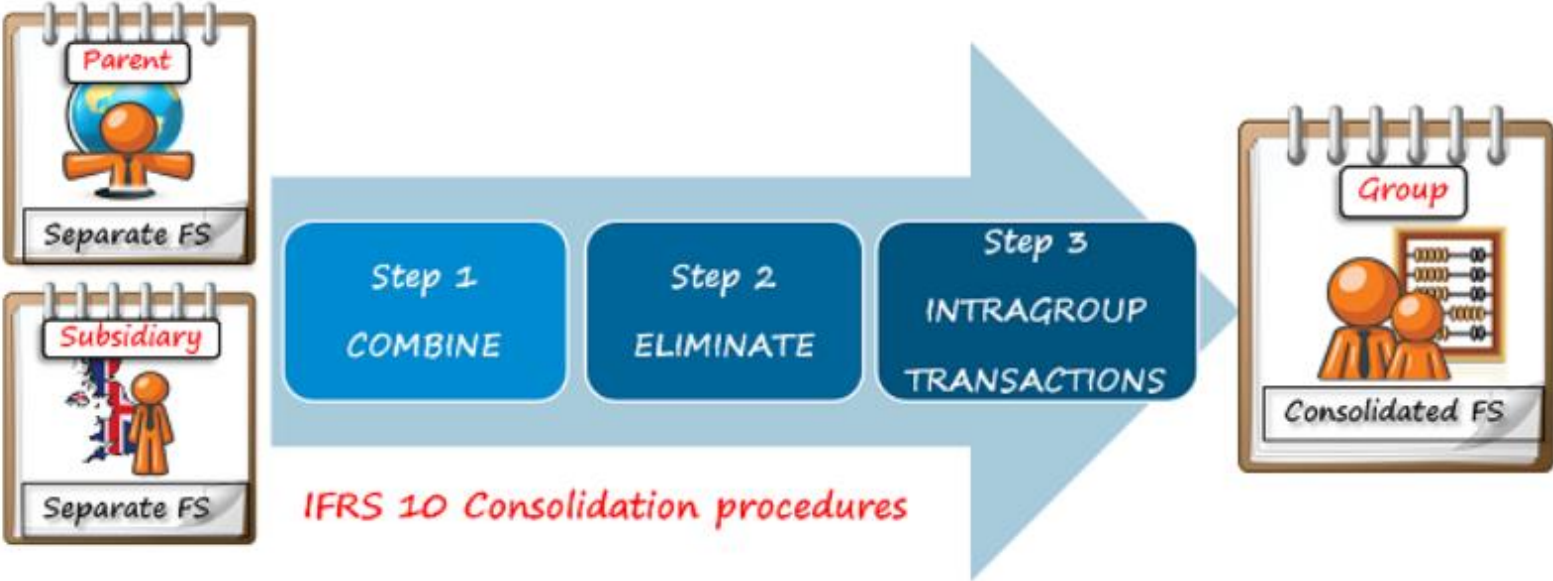 Parent
Separate FS
Subsidiary
Separate FS
Step 1
COMBINE
Step 2
ELIMINATE
Step 3
INTRAGROUP
TRANSACTIONS
IFRS 10 Consolidation procedures
Group
Consolidated FS